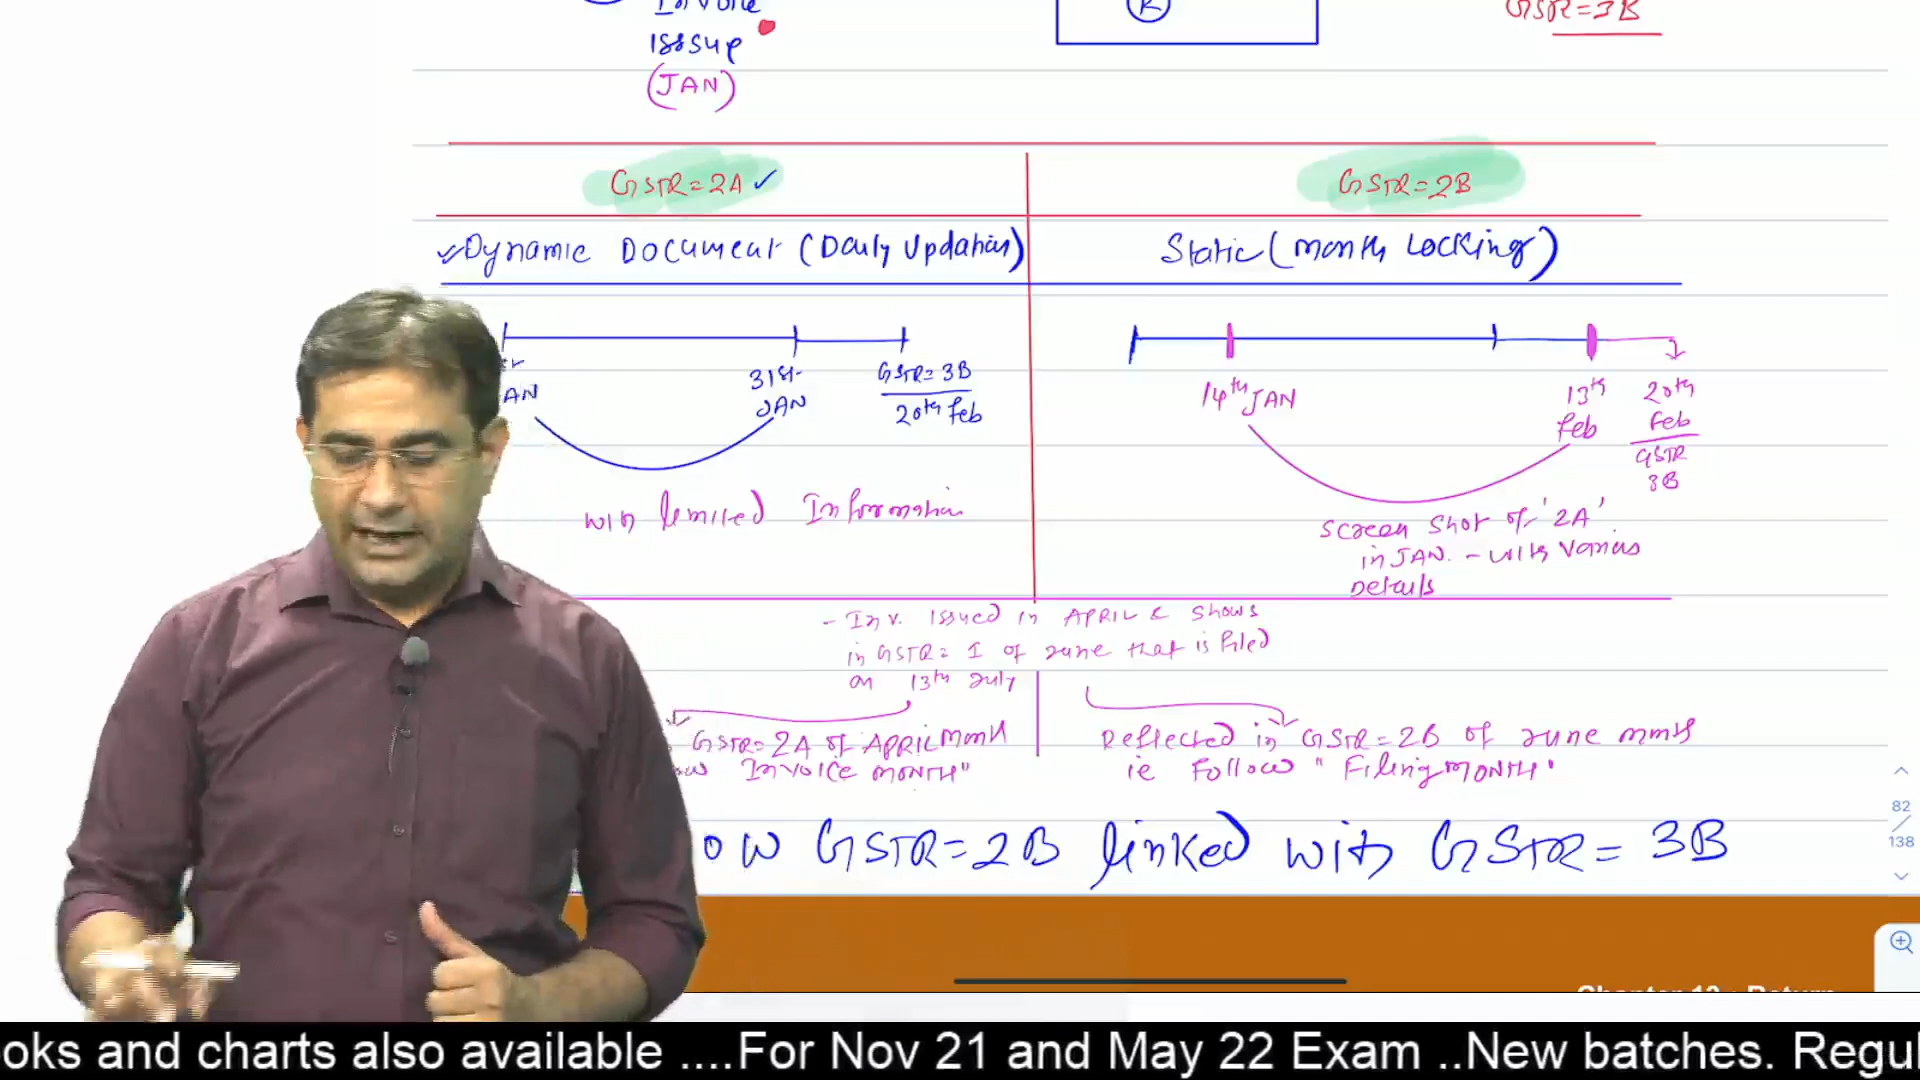 Invoice
Isssue
(JAN)
R
GSTR=3B
GSTR=2A ✓
GSTR=2B
✓Dynamic Document (Daily Updation)
Static (Month Locking)
JAN
31st
JAN
GSTR=3B
20th Feb
14th JAN
13th
Feb
20th
Feb
GSTR
3B
with limited Information
Screen Shot of '2A'
in JAN. - with various
Details
- Inv. Issued in APRIL & shows
in GSTR=1 of June that is filed
on 13th July
GSTR=2A of APRIL Month
"Invoice MONTH"
Reflected in GSTR=2B of June month
ie Follow "Filing MONTH"
ow GSTR=2B linked with GSTR=3B
82
138
oks and charts also available ....For Nov 21 and May 22 Exam ..New batches. Regul